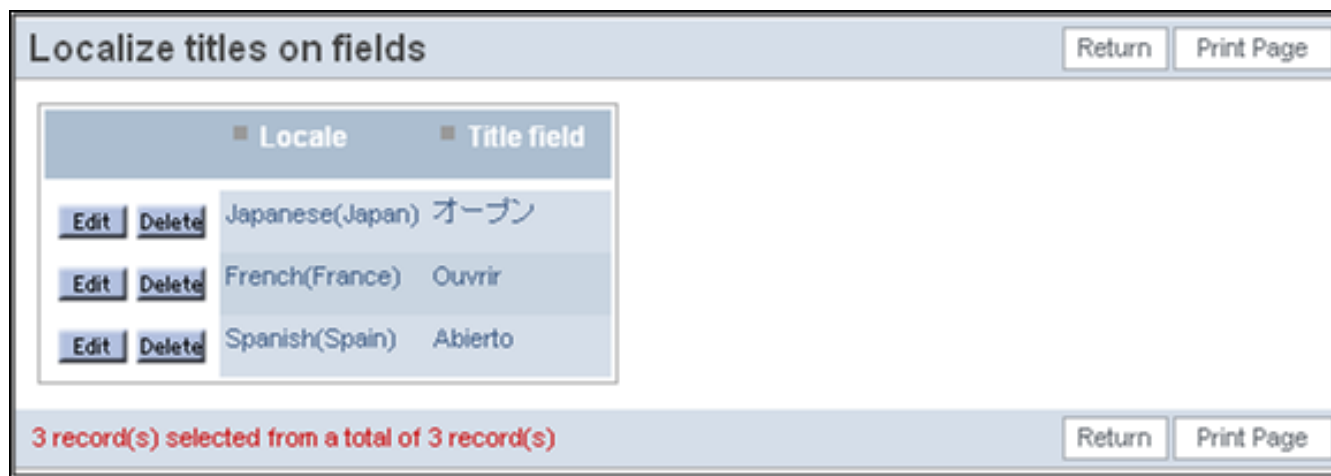 Localize titles on fields Return Print Page
Locale Title field
Edit Delete Japanese(Japan) オーブン
Edit Delete French(France) Ouvrir
Edit Delete Spanish(Spain) Abierto
3 record(s) selected from a total of 3 record(s) Return Print Page